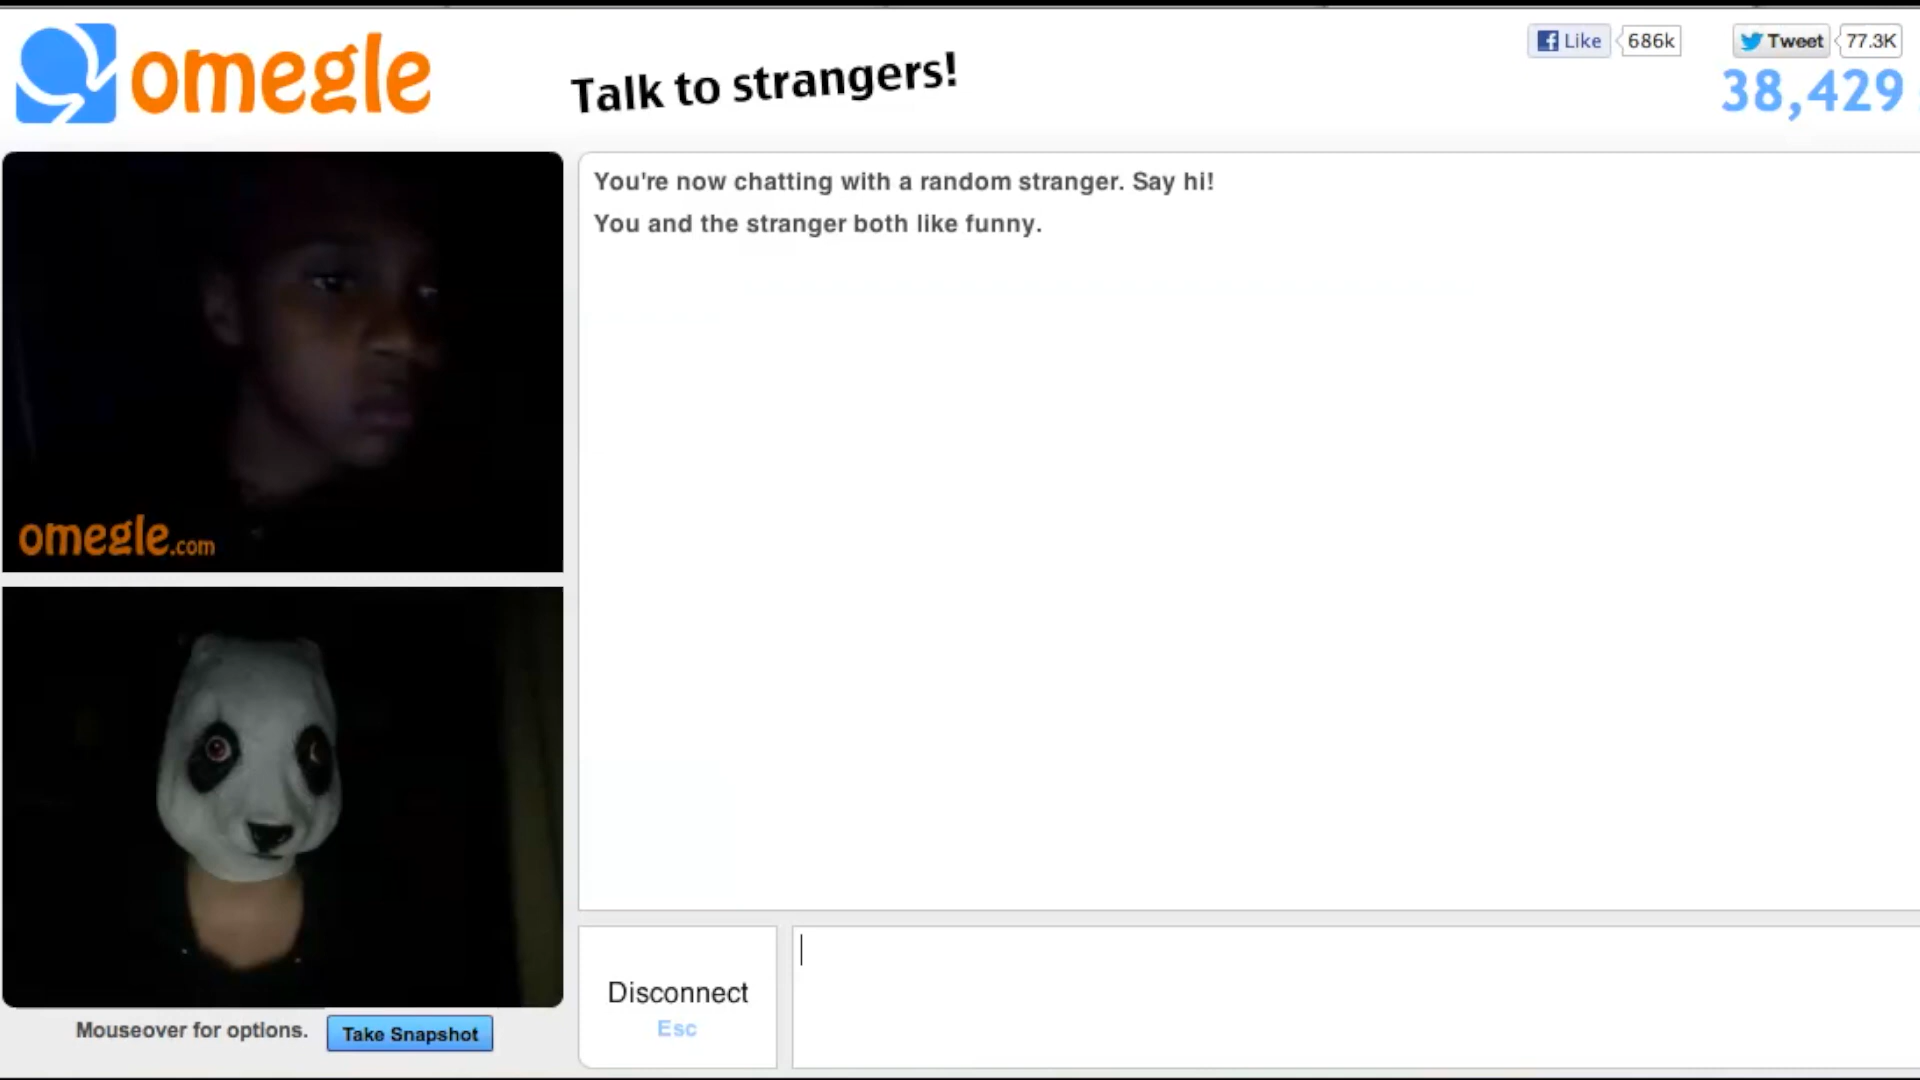 omegle
Talk to strangers!
Like 686k
Tweet 77.3K
38,429
You're now chatting with a random stranger. Say hi!
You and the stranger both like funny.
omegle.com
Disconnect
Esc
Mouseover for options.
Take Snapshot